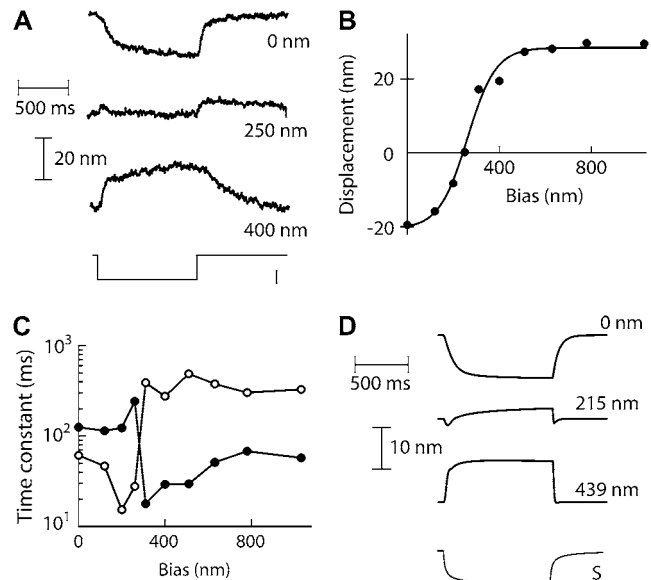 A
0 nm
500 ms
250 nm
20 nm
400 nm
I
B
Displacement (nm)
20
0
-20
400
800
Bias (nm)
C
Time constant (ms)
10³
10²
10¹
0
400
800
Bias (nm)
D
0 nm
500 ms
215 nm
10 nm
439 nm
S